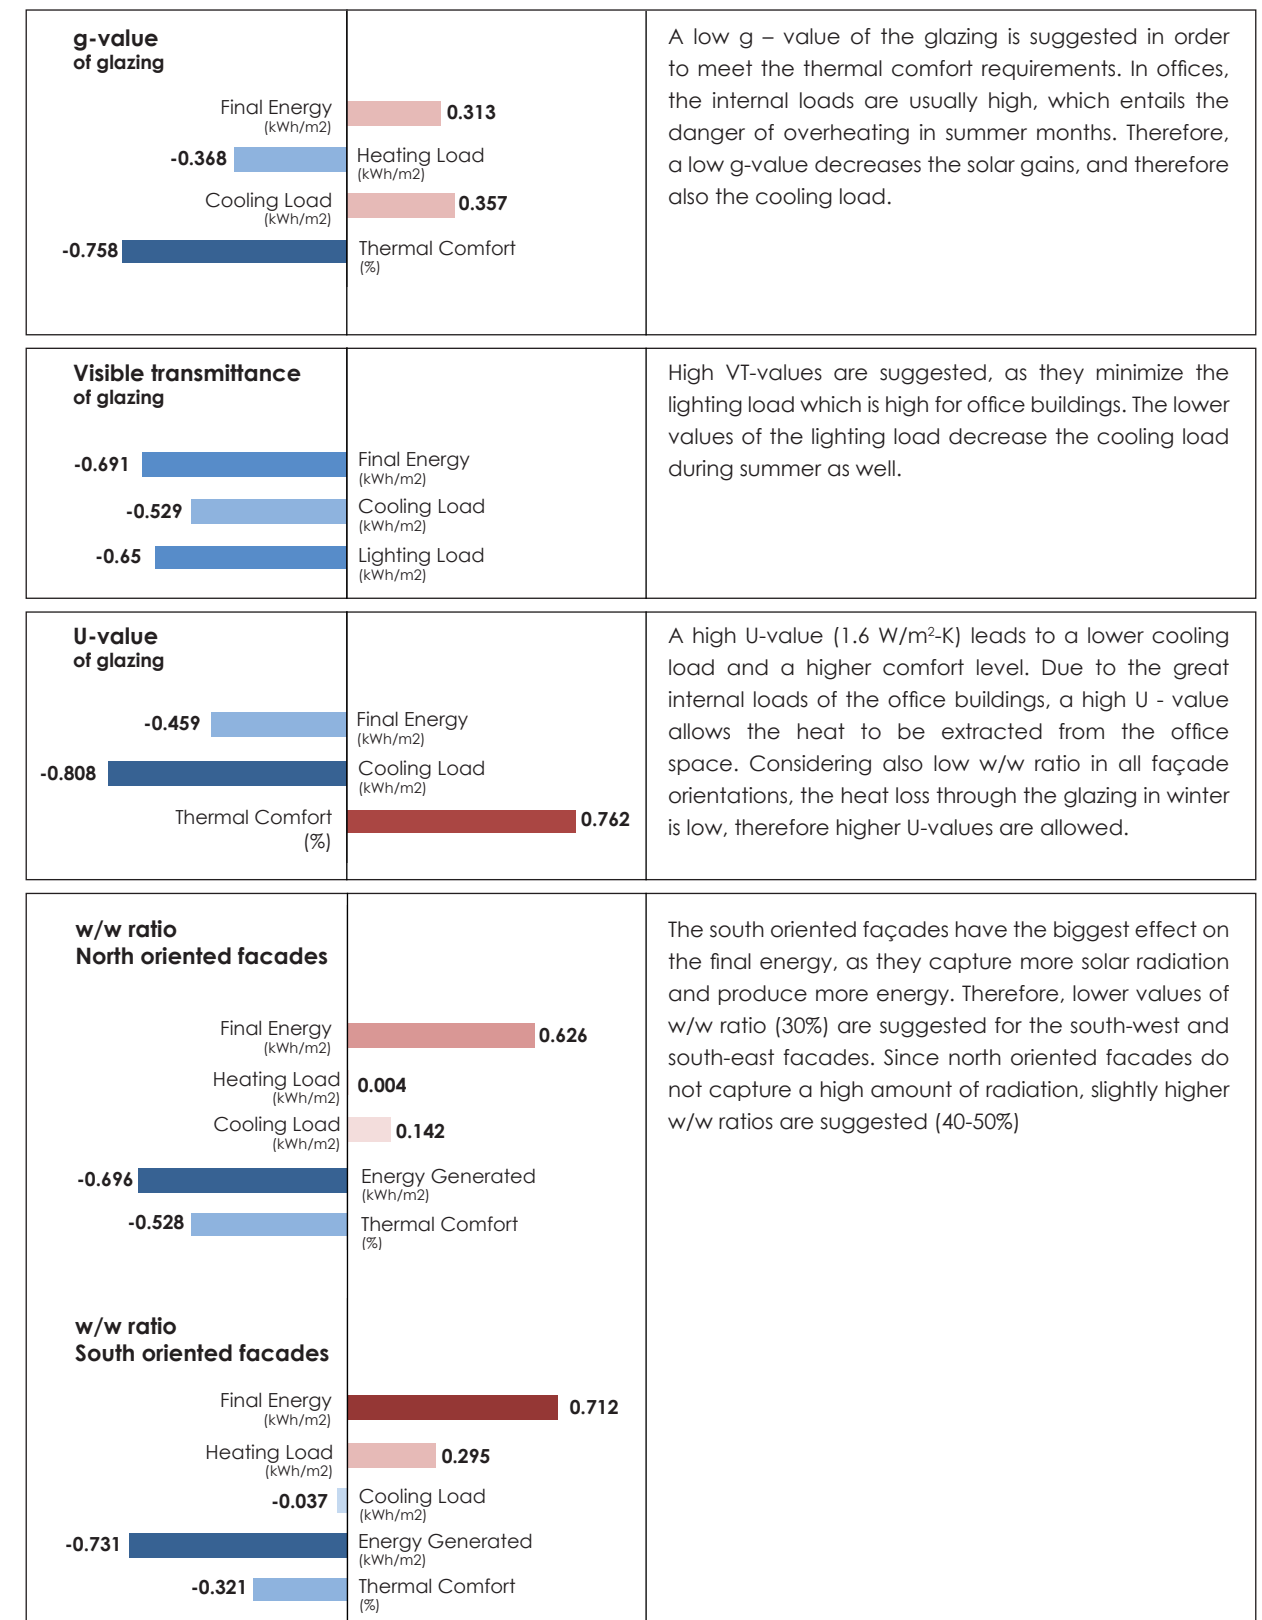 g-value
of glazing
Final Energy
(kWh/m2)
0.313
-0.368
Heating Load
(kWh/m2)
Cooling Load
(kWh/m2)
0.357
-0.758
Thermal Comfort
(%)
A low g – value of the glazing is suggested in order
to meet the thermal comfort requirements. In offices,
the internal loads are usually high, which entails the
danger of overheating in summer months. Therefore,
a low g-value decreases the solar gains, and therefore
also the cooling load.
Visible transmittance
of glazing
-0.691
Final Energy
(kWh/m2)
-0.529
Cooling Load
(kWh/m2)
-0.65
Lighting Load
(kWh/m2)
High VT-values are suggested, as they minimize the
lighting load which is high for office buildings. The lower
values of the lighting load decrease the cooling load
during summer as well.
U-value
of glazing
-0.459
Final Energy
(kWh/m2)
-0.808
Cooling Load
(kWh/m2)
Thermal Comfort
(%)
0.762
A high U-value (1.6 W/m²-K) leads to a lower cooling
load and a higher comfort level. Due to the great
internal loads of the office buildings, a high U - value
allows the heat to be extracted from the office
space. Considering also low w/w ratio in all façade
orientations, the heat loss through the glazing in winter
is low, therefore higher U-values are allowed.
w/w ratio
North oriented facades
Final Energy
(kWh/m2)
0.626
Heating Load
(kWh/m2)
0.004
Cooling Load
(kWh/m2)
0.142
-0.696
Energy Generated
(kWh/m2)
-0.528
Thermal Comfort
(%)
w/w ratio
South oriented facades
Final Energy
(kWh/m2)
0.712
Heating Load
(kWh/m2)
0.295
-0.037
Cooling Load
(kWh/m2)
-0.731
Energy Generated
(kWh/m2)
-0.321
Thermal Comfort
(%)
The south oriented façades have the biggest effect on
the final energy, as they capture more solar radiation
and produce more energy. Therefore, lower values of
w/w ratio (30%) are suggested for the south-west and
south-east facades. Since north oriented facades do
not capture a high amount of radiation, slightly higher
w/w ratios are suggested (40-50%)